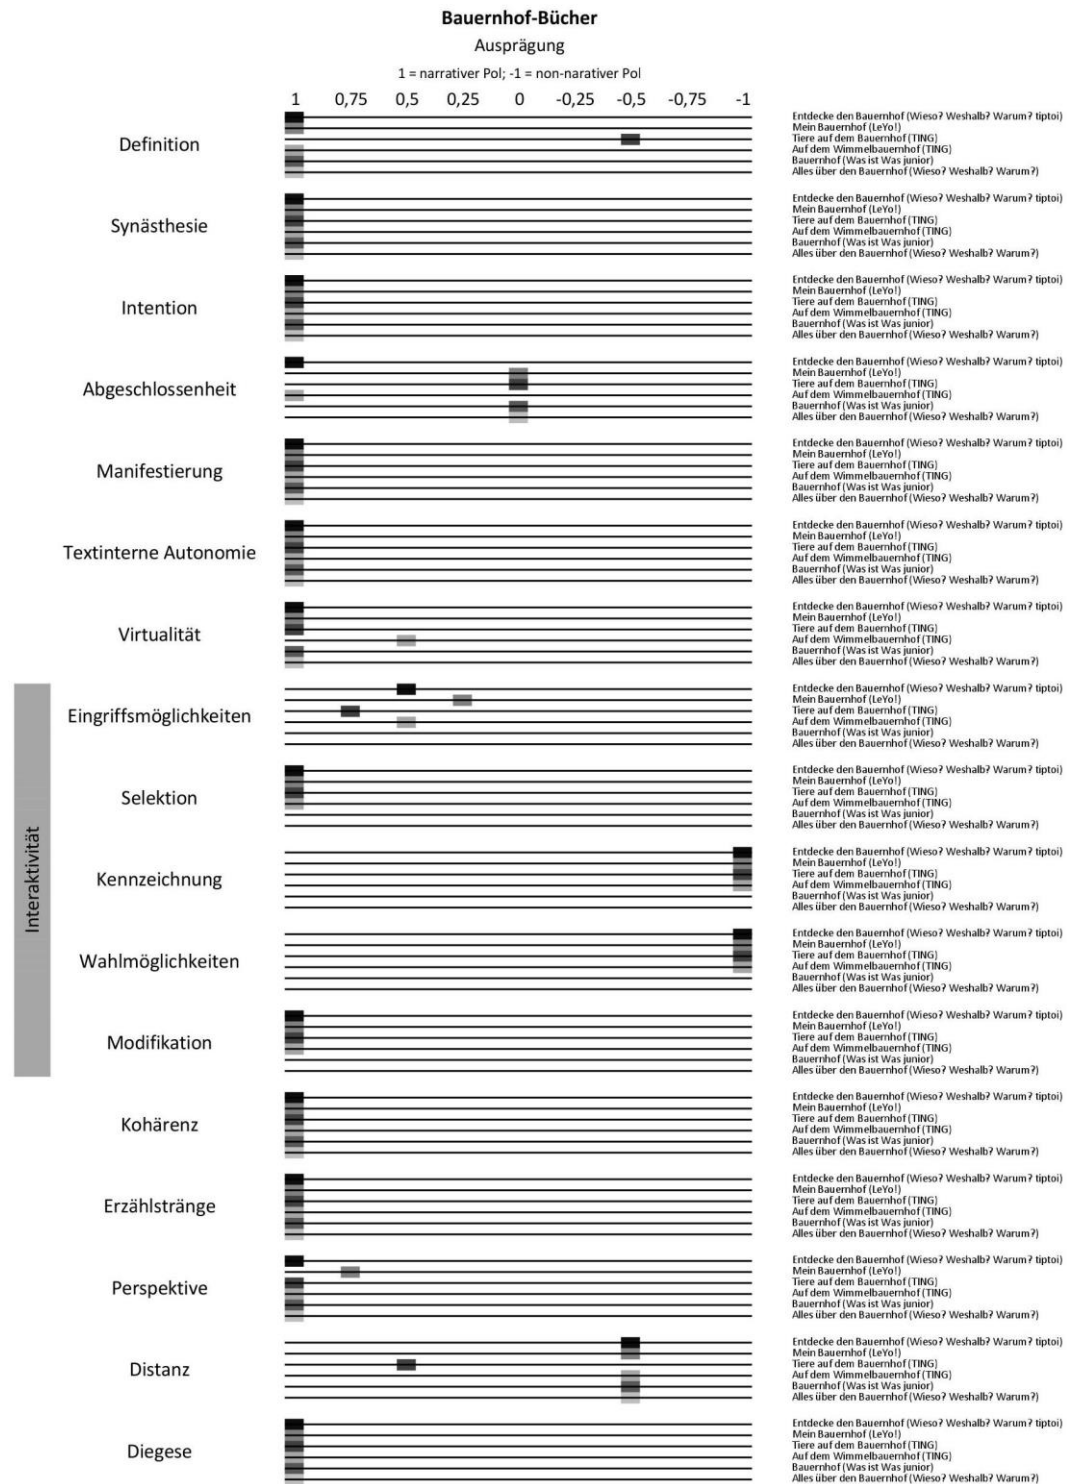 Bauernhof-Bücher
Ausprägung
1 = narrativer Pol; -1 = non-narativer Pol
1 0,75 0,5 0,25 0 -0,25 -0,5 -0,75 -1
Definition
Entdecke den Bauernhof (Wieso? Weshalb? Warum? tiptoi)
Mein Bauernhof (LeYo!)
Tiere auf dem Bauernhof (TING)
Auf dem Wimmelbauernhof (TING)
Bauernhof (Was ist Was junior)
Alles über den Bauernhof (Wieso? Weshalb? Warum?)
Synästhesie
Entdecke den Bauernhof (Wieso? Weshalb? Warum? tiptoi)
Mein Bauernhof (LeYo!)
Tiere auf dem Bauernhof (TING)
Auf dem Wimmelbauernhof (TING)
Bauernhof (Was ist Was junior)
Alles über den Bauernhof (Wieso? Weshalb? Warum?)
Intention
Entdecke den Bauernhof (Wieso? Weshalb? Warum? tiptoi)
Mein Bauernhof (LeYo!)
Tiere auf dem Bauernhof (TING)
Auf dem Wimmelbauernhof (TING)
Bauernhof (Was ist Was junior)
Alles über den Bauernhof (Wieso? Weshalb? Warum?)
Abgeschlossenheit
Entdecke den Bauernhof (Wieso? Weshalb? Warum? tiptoi)
Mein Bauernhof (LeYo!)
Tiere auf dem Bauernhof (TING)
Auf dem Wimmelbauernhof (TING)
Bauernhof (Was ist Was junior)
Alles über den Bauernhof (Wieso? Weshalb? Warum?)
Manifestierung
Entdecke den Bauernhof (Wieso? Weshalb? Warum? tiptoi)
Mein Bauernhof (LeYo!)
Tiere auf dem Bauernhof (TING)
Auf dem Wimmelbauernhof (TING)
Bauernhof (Was ist Was junior)
Alles über den Bauernhof (Wieso? Weshalb? Warum?)
Textinterne Autonomie
Entdecke den Bauernhof (Wieso? Weshalb? Warum? tiptoi)
Mein Bauernhof (LeYo!)
Tiere auf dem Bauernhof (TING)
Auf dem Wimmelbauernhof (TING)
Bauernhof (Was ist Was junior)
Alles über den Bauernhof (Wieso? Weshalb? Warum?)
Virtualität
Entdecke den Bauernhof (Wieso? Weshalb? Warum? tiptoi)
Mein Bauernhof (LeYo!)
Tiere auf dem Bauernhof (TING)
Auf dem Wimmelbauernhof (TING)
Bauernhof (Was ist Was junior)
Alles über den Bauernhof (Wieso? Weshalb? Warum?)
Interaktivität
Eingriffsmöglichkeiten
Entdecke den Bauernhof (Wieso? Weshalb? Warum? tiptoi)
Mein Bauernhof (LeYo!)
Tiere auf dem Bauernhof (TING)
Auf dem Wimmelbauernhof (TING)
Bauernhof (Was ist Was junior)
Alles über den Bauernhof (Wieso? Weshalb? Warum?)
Selektion
Entdecke den Bauernhof (Wieso? Weshalb? Warum? tiptoi)
Mein Bauernhof (LeYo!)
Tiere auf dem Bauernhof (TING)
Auf dem Wimmelbauernhof (TING)
Bauernhof (Was ist Was junior)
Alles über den Bauernhof (Wieso? Weshalb? Warum?)
Kennzeichnung
Entdecke den Bauernhof (Wieso? Weshalb? Warum? tiptoi)
Mein Bauernhof (LeYo!)
Tiere auf dem Bauernhof (TING)
Auf dem Wimmelbauernhof (TING)
Bauernhof (Was ist Was junior)
Alles über den Bauernhof (Wieso? Weshalb? Warum?)
Wahlmöglichkeiten
Entdecke den Bauernhof (Wieso? Weshalb? Warum? tiptoi)
Mein Bauernhof (LeYo!)
Tiere auf dem Bauernhof (TING)
Auf dem Wimmelbauernhof (TING)
Bauernhof (Was ist Was junior)
Alles über den Bauernhof (Wieso? Weshalb? Warum?)
Modifikation
Entdecke den Bauernhof (Wieso? Weshalb? Warum? tiptoi)
Mein Bauernhof (LeYo!)
Tiere auf dem Bauernhof (TING)
Auf dem Wimmelbauernhof (TING)
Bauernhof (Was ist Was junior)
Alles über den Bauernhof (Wieso? Weshalb? Warum?)
Kohärenz
Entdecke den Bauernhof (Wieso? Weshalb? Warum? tiptoi)
Mein Bauernhof (LeYo!)
Tiere auf dem Bauernhof (TING)
Auf dem Wimmelbauernhof (TING)
Bauernhof (Was ist Was junior)
Alles über den Bauernhof (Wieso? Weshalb? Warum?)
Erzählstränge
Entdecke den Bauernhof (Wieso? Weshalb? Warum? tiptoi)
Mein Bauernhof (LeYo!)
Tiere auf dem Bauernhof (TING)
Auf dem Wimmelbauernhof (TING)
Bauernhof (Was ist Was junior)
Alles über den Bauernhof (Wieso? Weshalb? Warum?)
Perspektive
Entdecke den Bauernhof (Wieso? Weshalb? Warum? tiptoi)
Mein Bauernhof (LeYo!)
Tiere auf dem Bauernhof (TING)
Auf dem Wimmelbauernhof (TING)
Bauernhof (Was ist Was junior)
Alles über den Bauernhof (Wieso? Weshalb? Warum?)
Distanz
Entdecke den Bauernhof (Wieso? Weshalb? Warum? tiptoi)
Mein Bauernhof (LeYo!)
Tiere auf dem Bauernhof (TING)
Auf dem Wimmelbauernhof (TING)
Bauernhof (Was ist Was junior)
Alles über den Bauernhof (Wieso? Weshalb? Warum?)
Diegese
Entdecke den Bauernhof (Wieso? Weshalb? Warum? tiptoi)
Mein Bauernhof (LeYo!)
Tiere auf dem Bauernhof (TING)
Auf dem Wimmelbauernhof (TING)
Bauernhof (Was ist Was junior)
Alles über den Bauernhof (Wieso? Weshalb? Warum?)